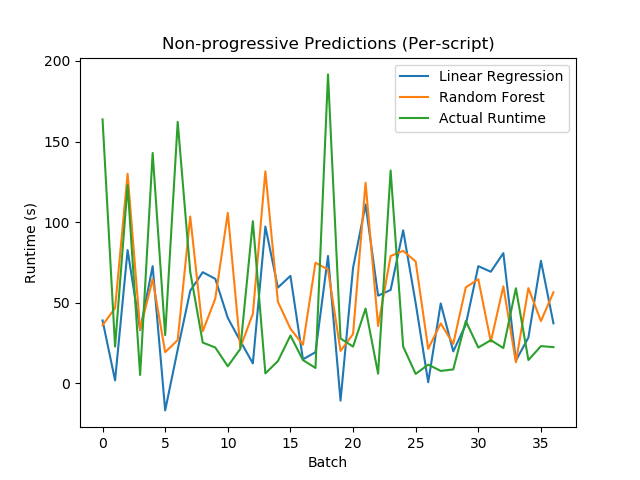 Non-progressive Predictions (Per-script)
Linear Regression
Random Forest
Actual Runtime
200
150
100
50
0
Runtime (s)
0 5 10 15 20 25 30 35
Batch